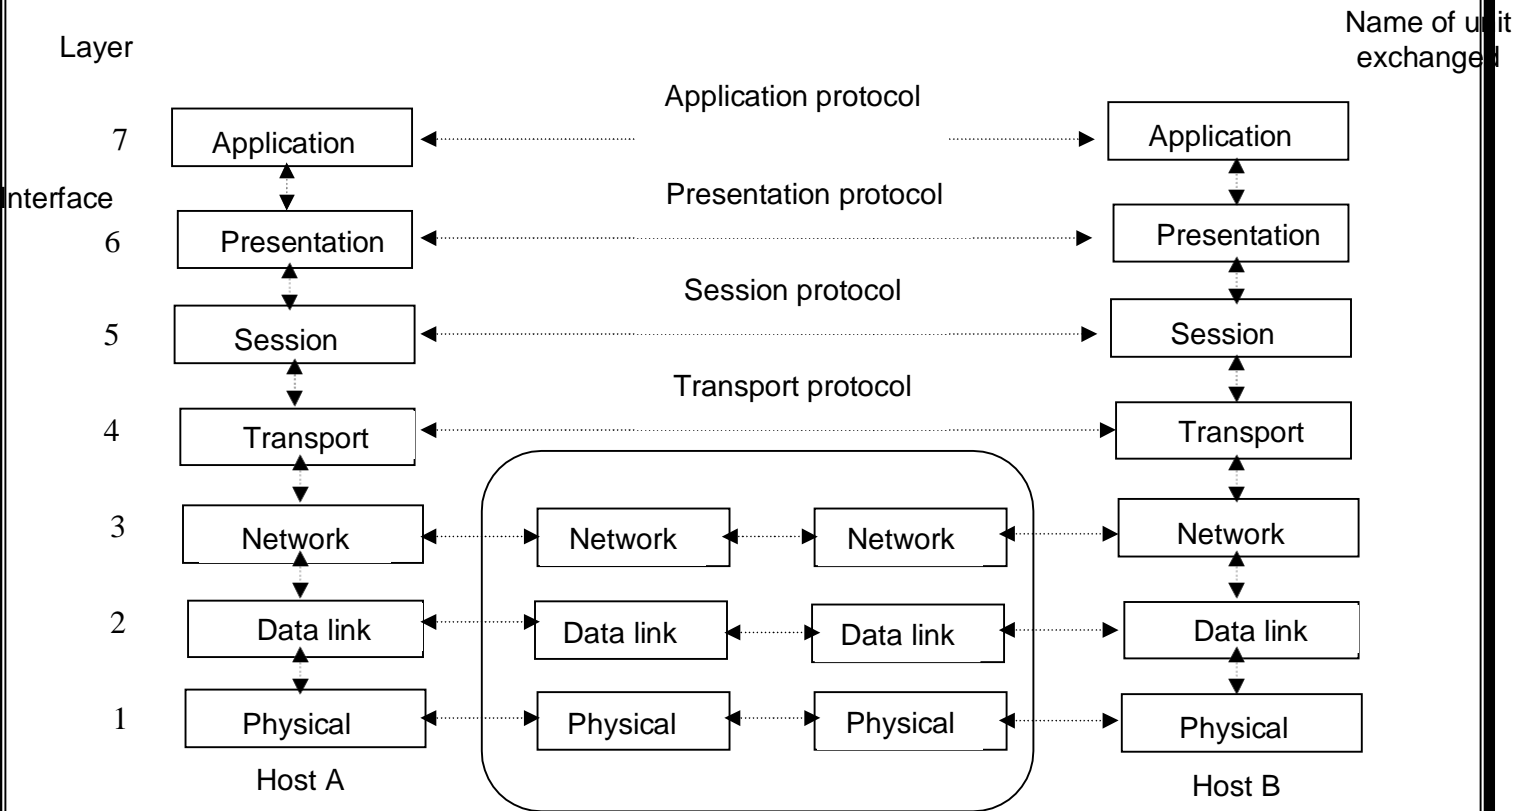 Name of unit
exchanged
Layer
Application protocol
7 Application Application
Interface
Presentation protocol
6 Presentation Presentation
Session protocol
5 Session Session
Transport protocol
4 Transport Transport
3 Network Network Network Network
2 Data link Data link Data link Data link
1 Physical Physical Physical Physical
Host A Host B